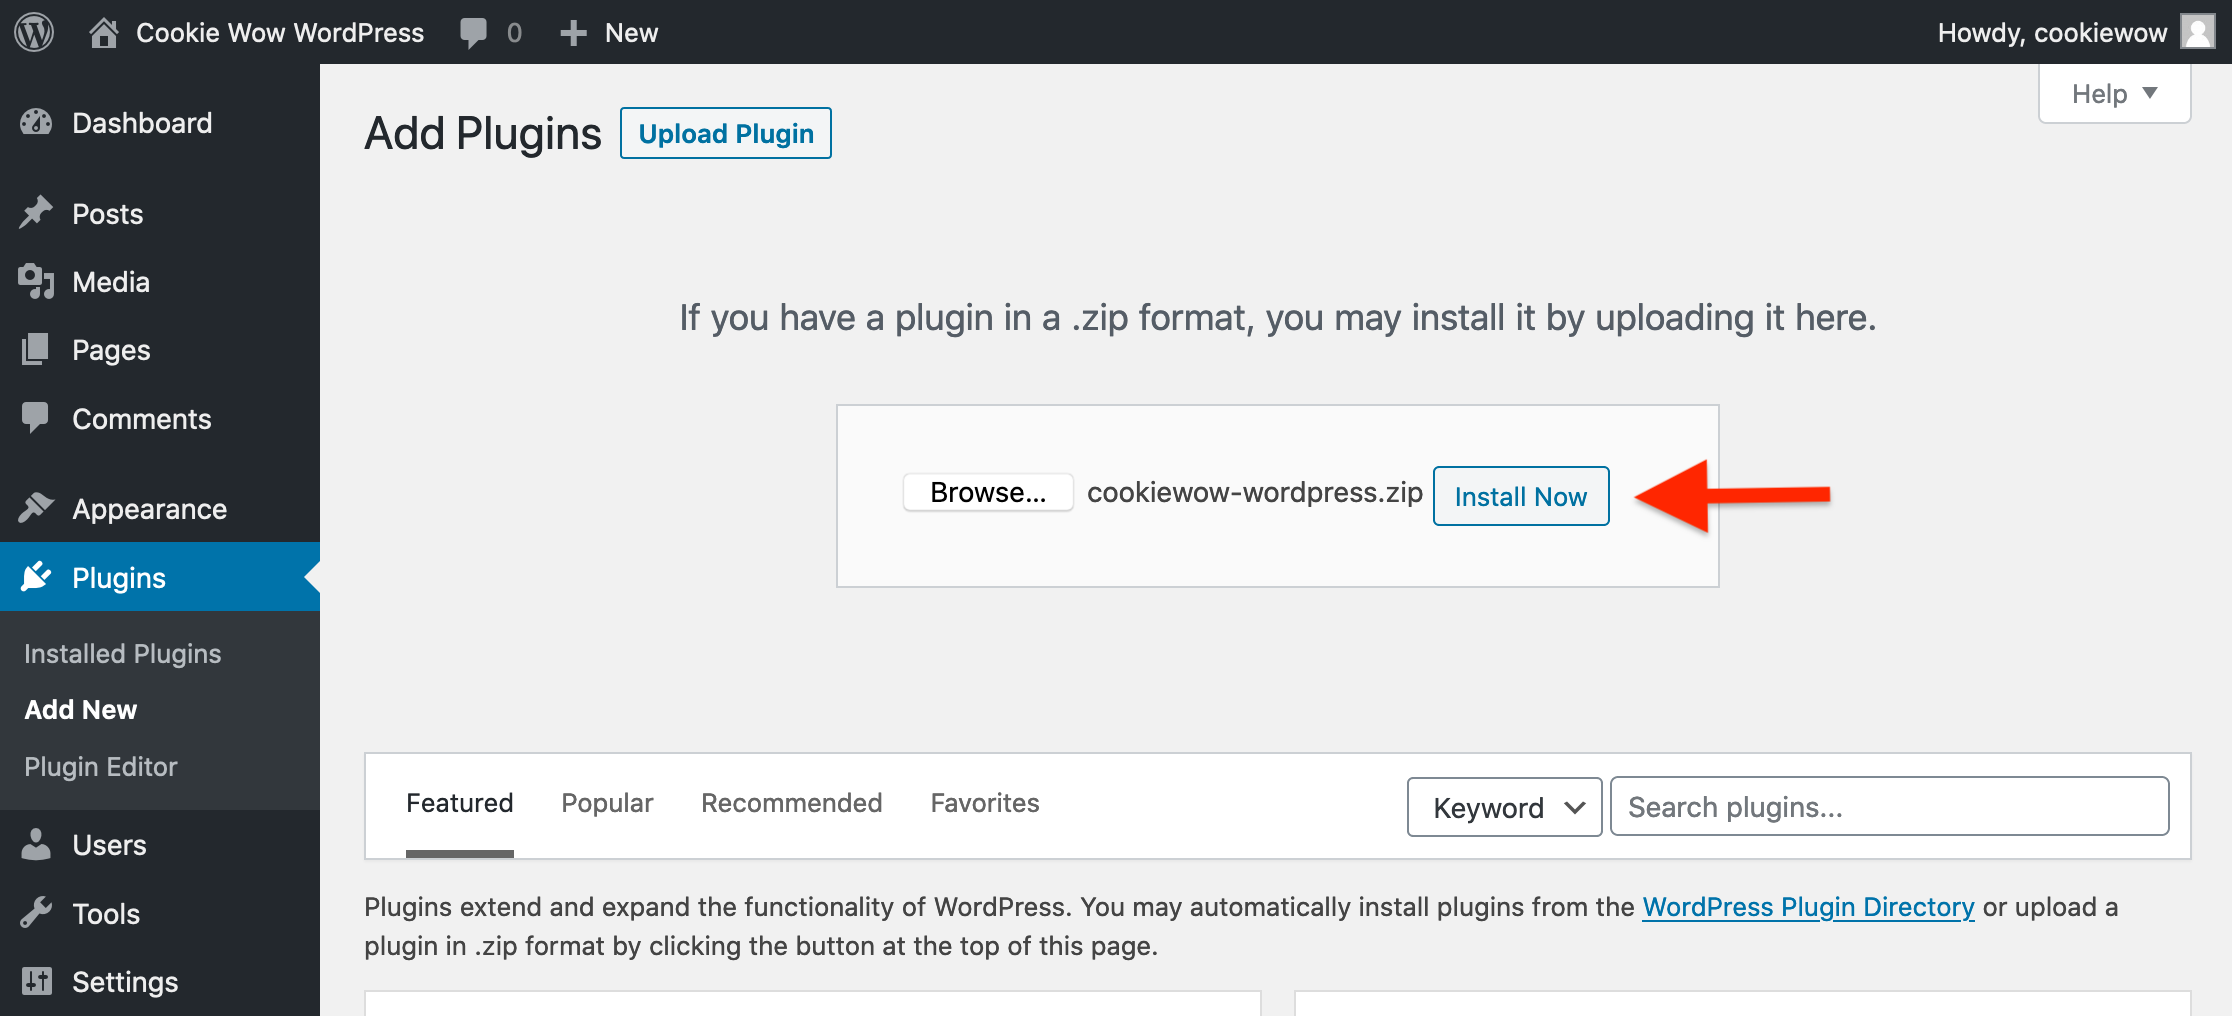 Cookie Wow WordPress 0 New Howdy, cookiewow
Help
Dashboard
Posts
Media
Pages
Comments
Appearance
Plugins
Installed Plugins
Add New
Plugin Editor
Users
Tools
Settings
Add Plugins Upload Plugin
If you have a plugin in a .zip format, you may install it by uploading it here.
Browse... cookiewow-wordpress.zip Install Now
Featured Popular Recommended Favorites Keyword Search plugins...
Plugins extend and expand the functionality of WordPress. You may automatically install plugins from the WordPress Plugin Directory or upload a
plugin in .zip format by clicking the button at the top of this page.